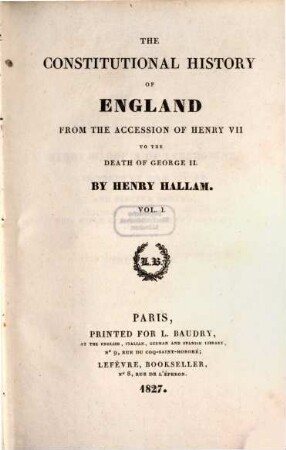 THE
CONSTITUTIONAL HISTORY
OF
ENGLAND
FROM THE ACCESSION OF HENRY VII
TO THE
DEATH OF GEORGE II.
BY HENRY HALLAM.
VOL. I
L.B.
PARIS,
PRINTED FOR L. BAUDRY,
AT THE ENGLISH, ITALIAN, GERMAN AND SPANISH LIBRARY,
Nº 9, RUE DU COQ-SAINT-HONORÉ;
LEFÈVRE, BOOKSELLER,
Nº 8, RUE DE L'ÉPERON.
1827.